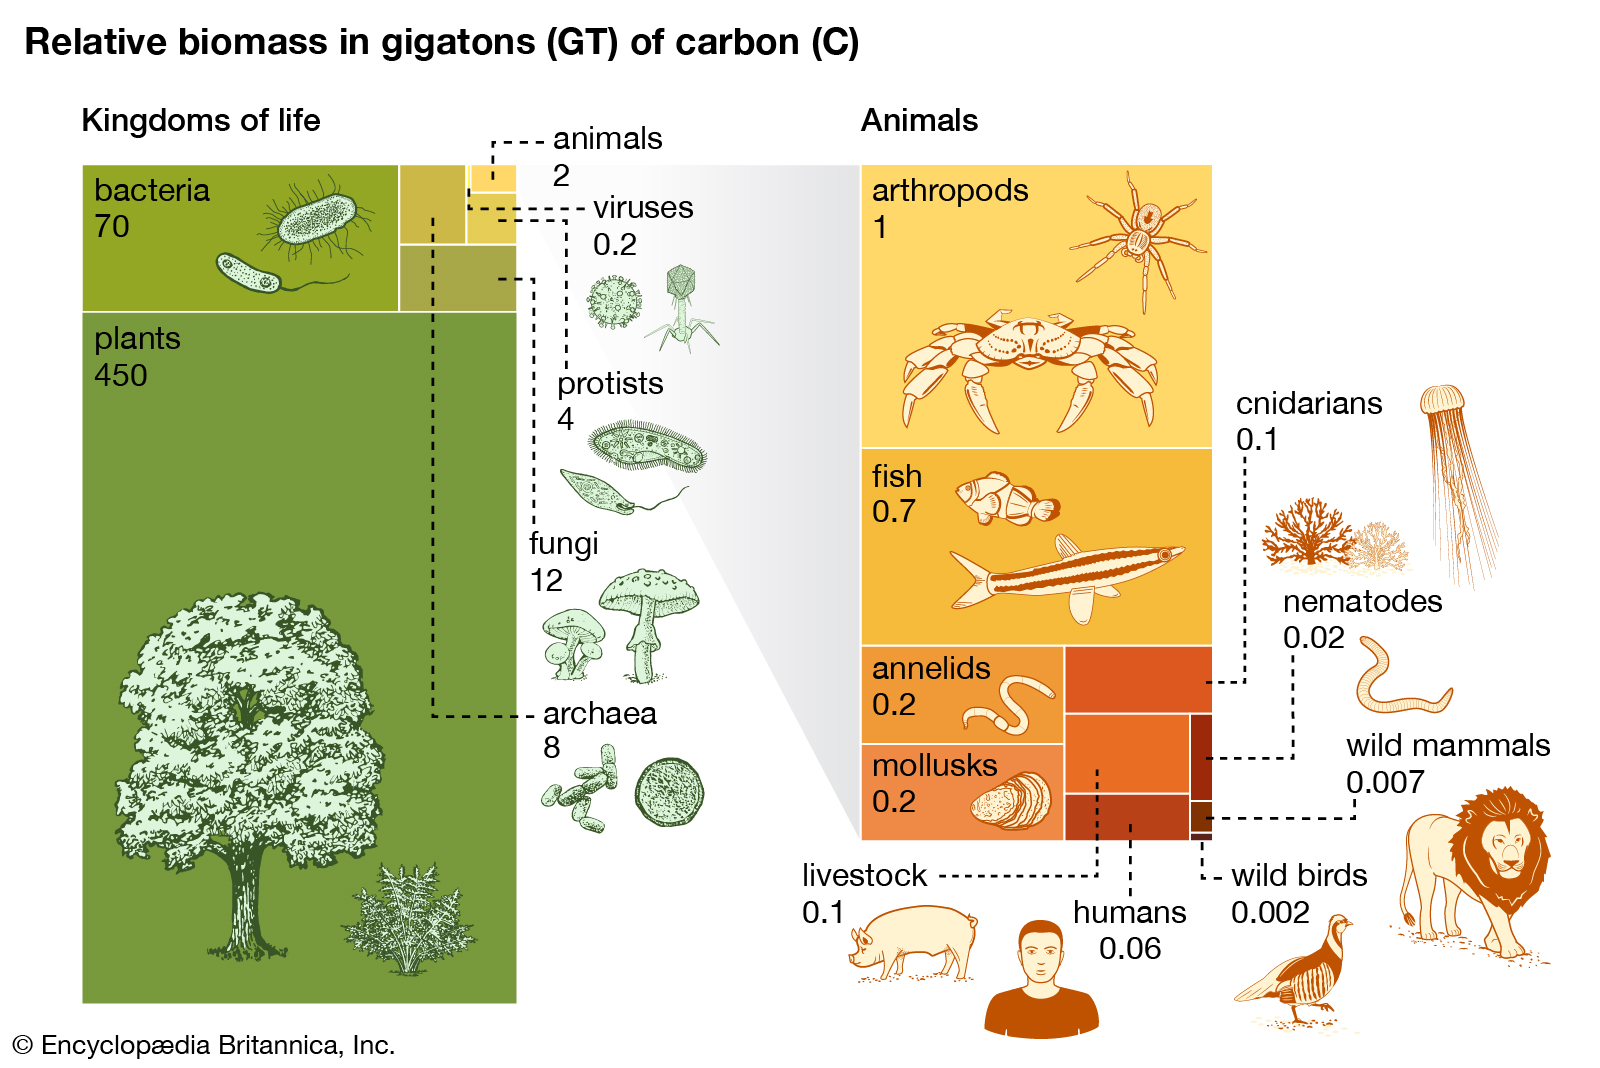 Relative biomass in gigatons (GT) of carbon (C)
Kingdoms of life
bacteria
70
plants
450
animals
2
viruses
0.2
protists
4
fungi
12
archaea
8
Animals
arthropods
1
fish
0.7
annelids
0.2
mollusks
0.2
cnidarians
0.1
nematodes
0.02
wild mammals
0.007
wild birds
0.002
livestock
0.1
humans
0.06
© Encyclopædia Britannica, Inc.